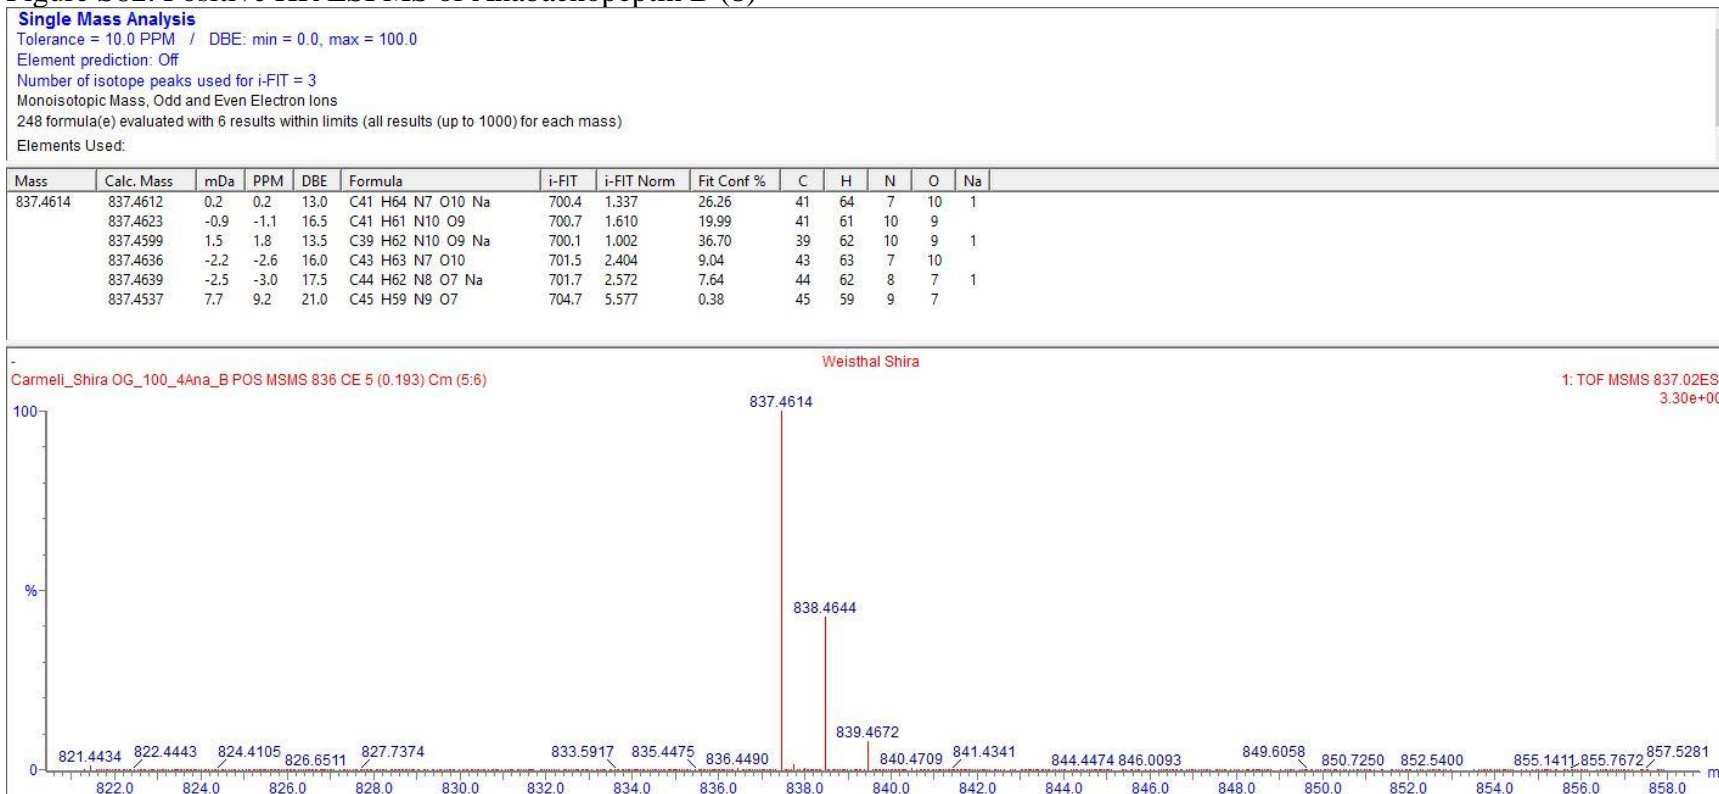 Single Mass Analysis
Tolerance = 10.0 PPM / DBE: min = 0.0, max = 100.0
Element prediction: Off
Number of isotope peaks used for i-FIT = 3
Monoisotopic Mass, Odd and Even Electron Ions
248 formula(e) evaluated with 6 results within limits (all results (up to 1000) for each mass)
Elements Used:
Mass Calc. Mass mDa PPM DBE Formula i-FIT i-FIT Norm Fit Conf % C H N O Na
837.4614 837.4612 0.2 0.2 13.0 C41 H64 N7 O10 Na 700.4 1.337 26.26 41 64 7 10 1
837.4623 -0.9 -1.1 16.5 C41 H61 N10 O9 700.7 1.610 19.99 41 61 10 9
837.4599 1.5 1.8 13.5 C39 H62 N10 O9 Na 700.1 1.002 36.70 39 62 10 9 1
837.4636 -2.2 -2.6 16.0 C43 H63 N7 O10 701.5 2.404 9.04 43 63 7 10
837.4639 -2.5 -3.0 17.5 C44 H62 N8 O7 Na 701.7 2.572 7.64 44 62 8 7 1
837.4537 7.7 9.2 21.0 C45 H59 N9 O7 704.7 5.577 0.38 45 59 9 7
-
Weisthal Shira
Carmeli_Shira OG_100_4Ana_B POS MSMS 836 CE 5 (0.193) Cm (5:6)
1: TOF MSMS 837.02ES
3.30e+00
100
837.4614
%
838.4644
839.4672
821.4434 822.4443 824.4105 826.6511 827.7374 833.5917 835.4475 836.4490 840.4709 841.4341 844.4474 846.0093 849.6058 850.7250 852.5400 855.1411 855.7672 857.5281
0
m
822.0 824.0 826.0 828.0 830.0 832.0 834.0 836.0 838.0 840.0 842.0 844.0 846.0 848.0 850.0 852.0 854.0 856.0 858.0